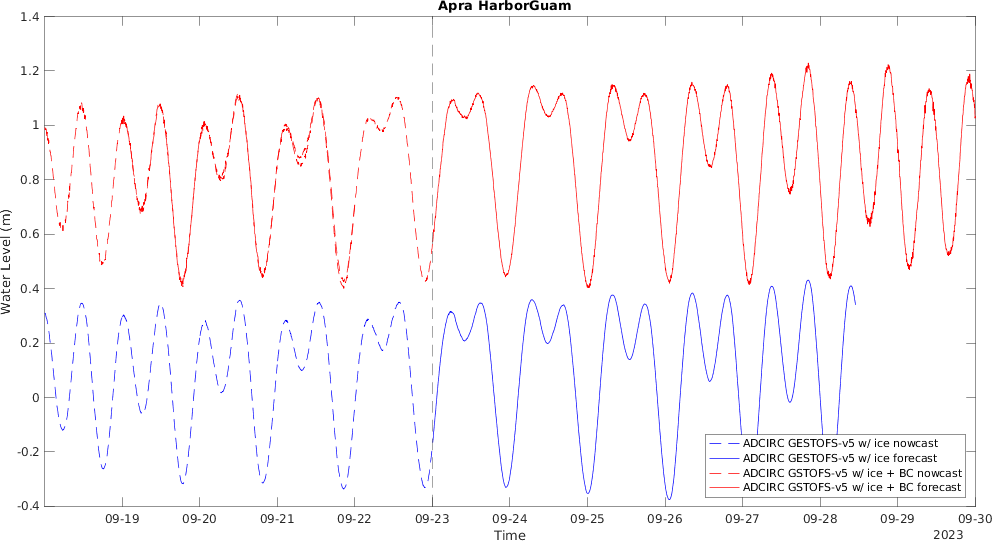 Apra HarborGuam
1.4
1.2
1
0.8
0.6
0.4
0.2
0
-0.2
-0.4
Water Level (m)
ADCIRC GESTOFS-v5 w/ ice nowcast
ADCIRC GESTOFS-v5 w/ ice forecast
ADCIRC GSTOFS-v5 w/ ice + BC nowcast
ADCIRC GSTOFS-v5 w/ ice + BC forecast
09-19 09-20 09-21 09-22 09-23 09-24 09-25 09-26 09-27 09-28 09-29 09-30
Time
2023